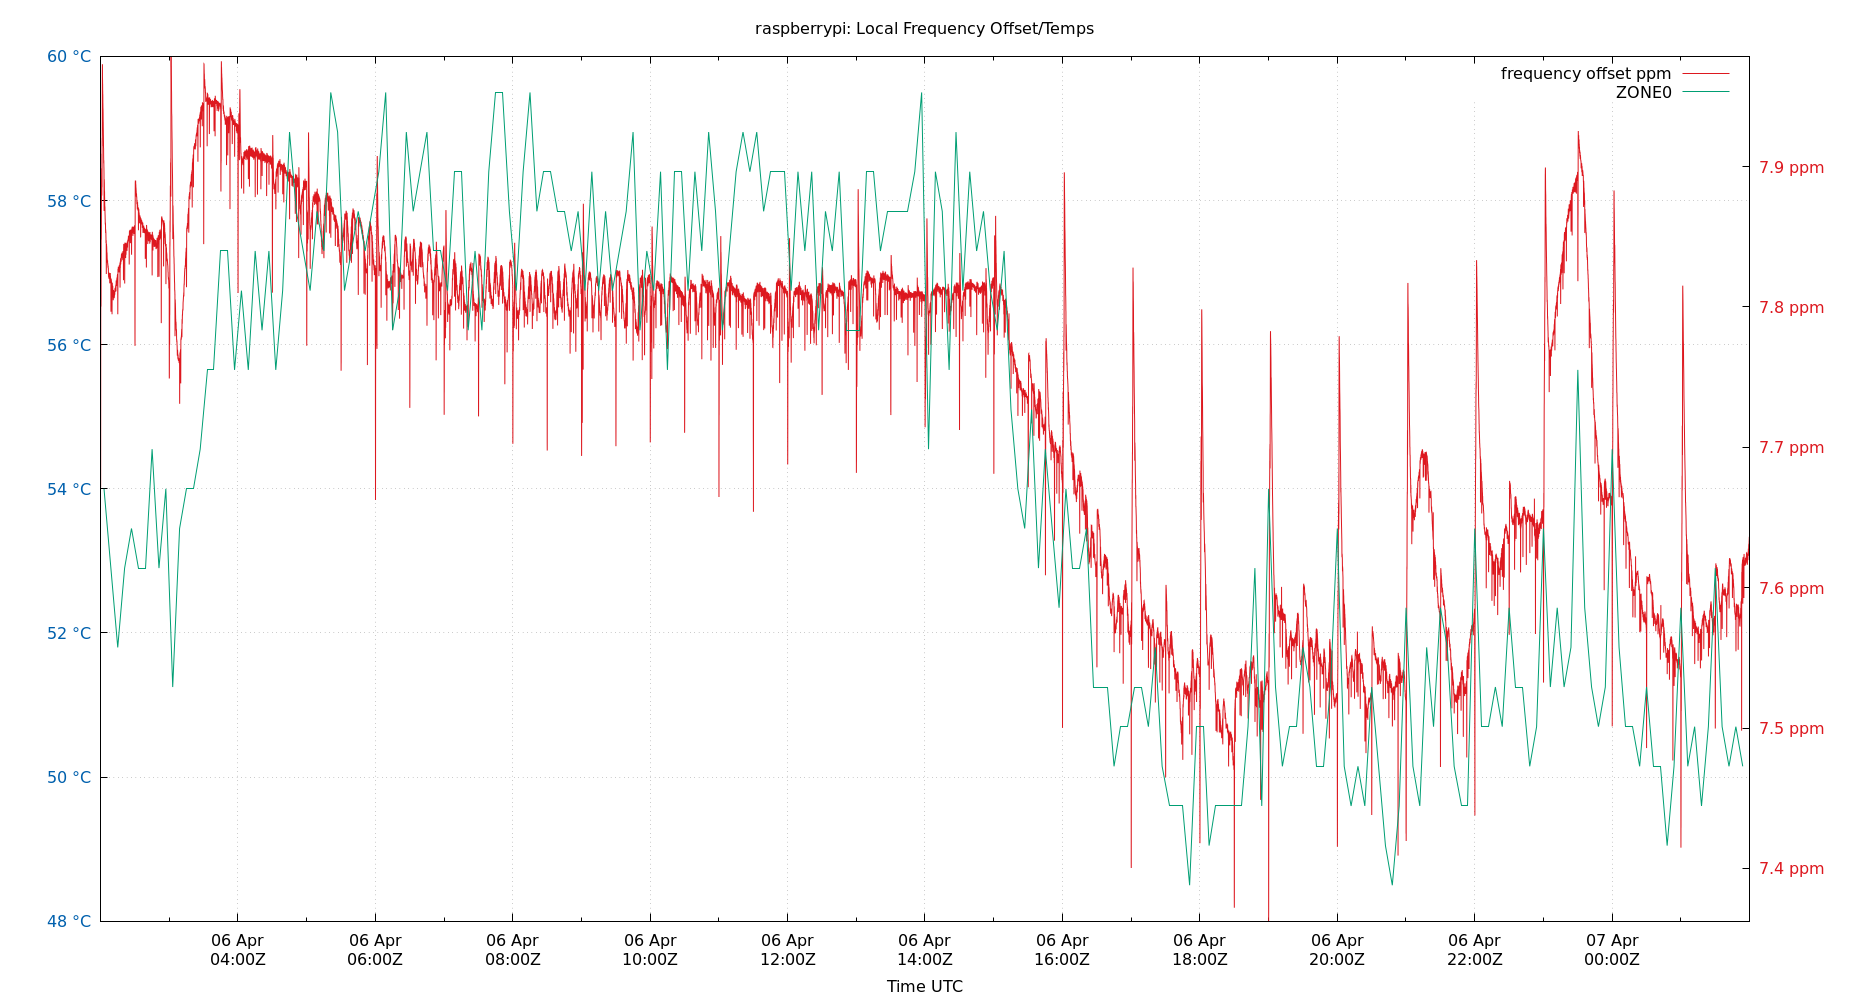 raspberrypi: Local Frequency Offset/Temps
frequency offset ppm
ZONE0
60 °C
58 °C
56 °C
54 °C
52 °C
50 °C
48 °C
7.9 ppm
7.8 ppm
7.7 ppm
7.6 ppm
7.5 ppm
7.4 ppm
06 Apr 06 Apr 06 Apr 06 Apr 06 Apr 06 Apr 06 Apr 06 Apr 06 Apr 06 Apr 07 Apr
04:00Z 06:00Z 08:00Z 10:00Z 12:00Z 14:00Z 16:00Z 18:00Z 20:00Z 22:00Z 00:00Z
Time UTC